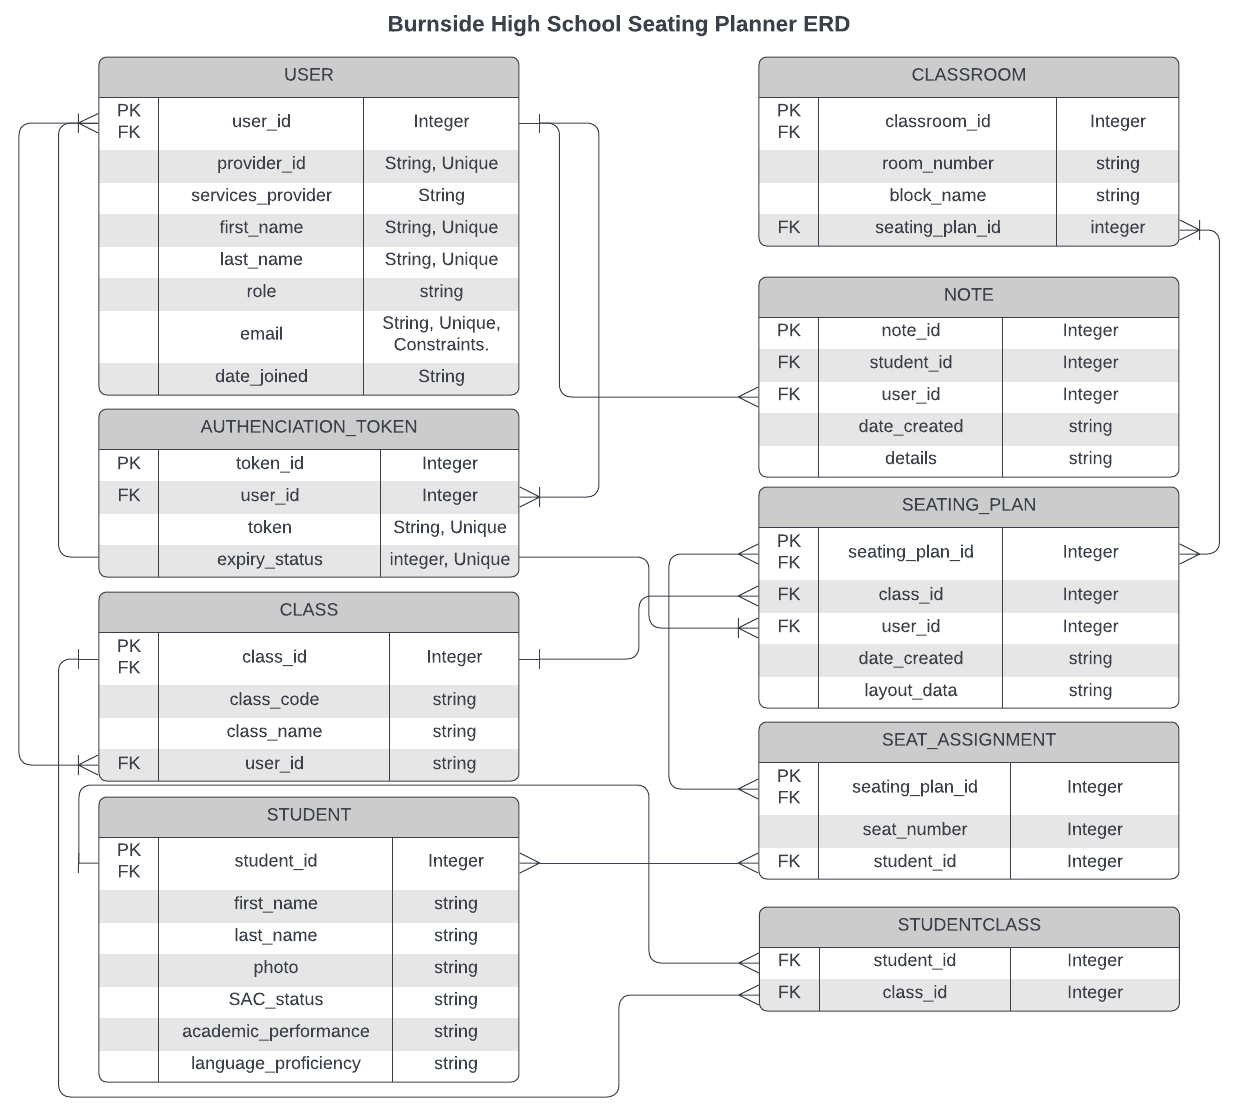 Burnside High School Seating Planner ERD
USER
PK
FK
user_id
Integer
provider_id
String, Unique
services_provider
String
first_name
String, Unique
last_name
String, Unique
role
string
email
String, Unique,
Constraints.
date_joined
String
AUTHENCIATION_TOKEN
PK
token_id
Integer
FK
user_id
Integer
token
String, Unique
expiry_status
integer, Unique
CLASS
PK
FK
class_id
Integer
class_code
string
class_name
string
FK
user_id
string
STUDENT
PK
FK
student_id
Integer
first_name
string
last_name
string
photo
string
SAC_status
string
academic_performance
string
language_proficiency
string
CLASSROOM
PK
FK
classroom_id
Integer
room_number
string
block_name
string
FK
seating_plan_id
integer
NOTE
PK
note_id
Integer
FK
student_id
Integer
FK
user_id
Integer
date_created
string
details
string
SEATING_PLAN
PK
FK
seating_plan_id
Integer
FK
class_id
Integer
FK
user_id
Integer
date_created
string
layout_data
string
SEAT_ASSIGNMENT
PK
FK
seating_plan_id
Integer
seat_number
Integer
FK
student_id
Integer
STUDENTCLASS
FK
student_id
Integer
FK
class_id
Integer